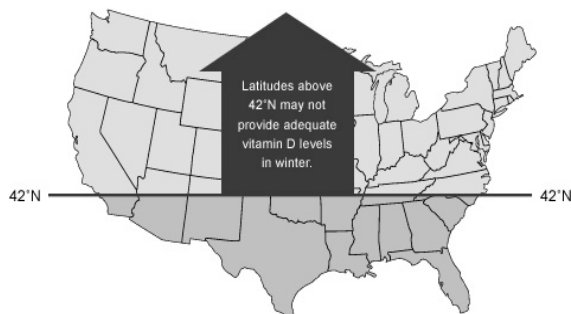 Latitudes above
42°N may not
provide adequate
vitamin D levels
in winter.
42°N
42°N